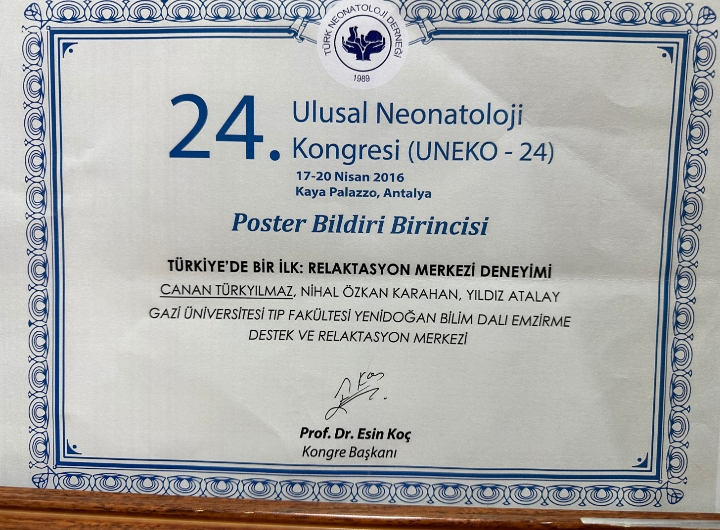 TÜRK NEONATOLOJİ DERNEĞİ
1989
24. Ulusal Neonatoloji
Kongresi (UNEKO - 24)
17-20 Nisan 2016
Kaya Palazzo, Antalya
Poster Bildiri Birincisi
TÜRKİYE'DE BİR İLK: RELAKTASYON MERKEZİ DENEYİMİ
CANAN TÜRKYILMAZ, NİHAL ÖZKAN KARAHAN, YILDIZ ATALAY
GAZİ ÜNİVERSİTESİ TIP FAKÜLTESİ YENİDOĞAN BİLİM DALI EMZİRME
DESTEK VE RELAKTASYON MERKEZİ
Prof. Dr. Esin Koç
Kongre Başkanı